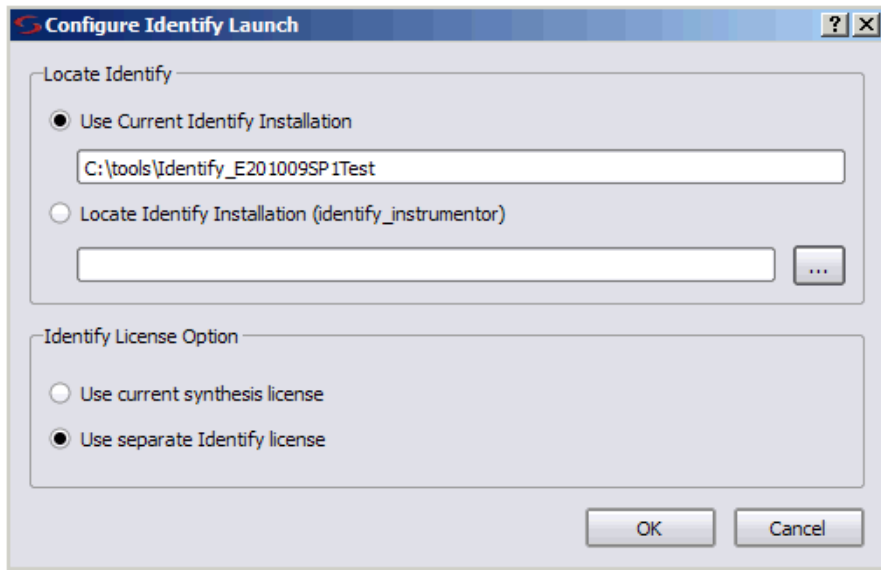 Configure Identify Launch
Locate Identify
Use Current Identify Installation
C:\tools\Identify_E201009SP1Test
Locate Identify Installation (identify_instrumentor)
...
Identify License Option
Use current synthesis license
Use separate Identify license
OK Cancel